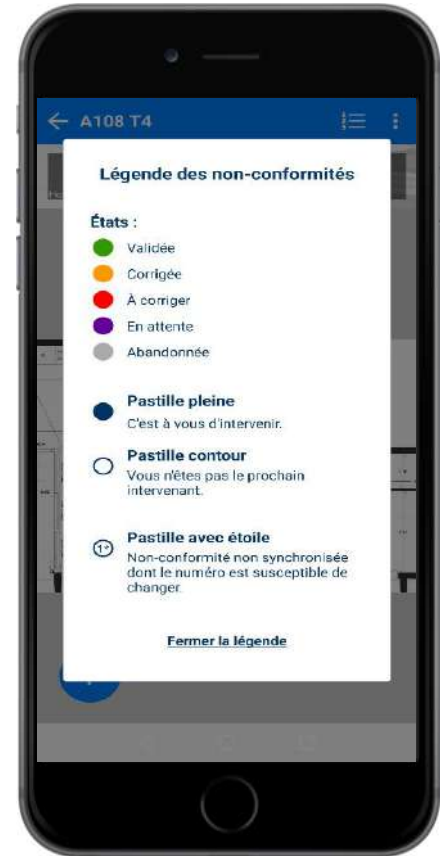 A108 T4
Légende des non-conformités
États :
Validée
Corrigée
À corriger
En attente
Abandonnée
Pastille pleine
C'est à vous d'intervenir.
Pastille contour
Vous n'êtes pas le prochain
intervenant.
Pastille avec étoile
1*
Non-conformité non synchronisée
dont le numéro est susceptible de
changer.
Fermer la légende